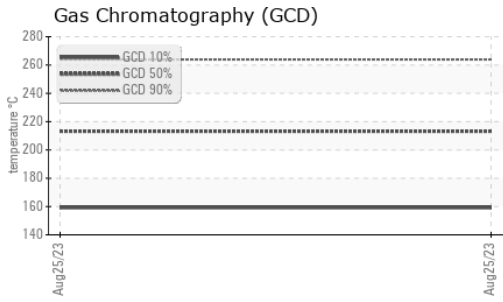 Gas Chromatography (GCD)
280
260
240
220
200
180
160
140
temperature °C
GCD 10%
GCD 50%
GCD 90%
Aug25/23
Aug25/23